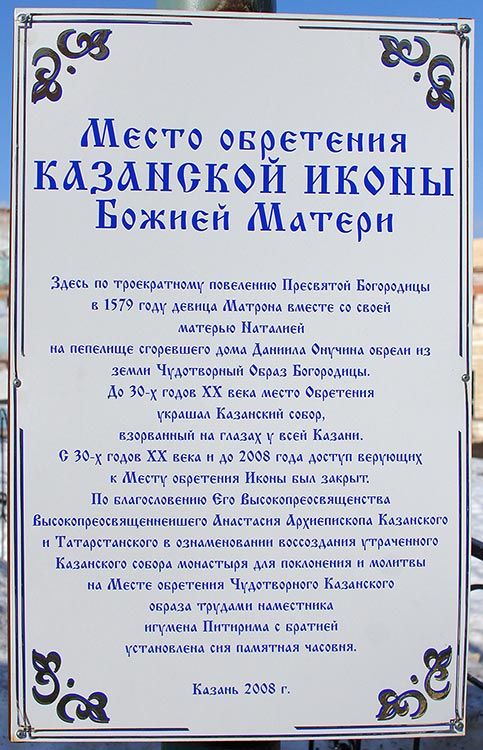 Место обретения
КАЗАНСКОЙ ИКОНЫ
Божией Матери
Здесь по троекратному повелению Пресвятой Богородицы
в 1579 году девица Матрона вместе со своей
матерью Наталией
на пепелище сгоревшего дома Даниила Онучина обрели из
земли Чудотворный Образ Богородицы.
До 30-х годов XX века место Обретения
украшал Казанский собор,
взорванный на глазах у всей Казани.
С 30-х годов XX века и до 2008 года доступ верующих
к Месту обретения Иконы был закрыт.
По благословению Его Высокопреосвященства
Высокопреосвященнеишего Анастасия Архиепископа Казанского
и Татарстанского в ознаменовании воссоздания утраченного
Казанского собора монастыря для поклонения и молитвы
на Месте обретения Чудотворного Казанского
образа трудами наместника
игумена Питирима с братией
установлена сия памятная часовня.
Казань 2008 г.